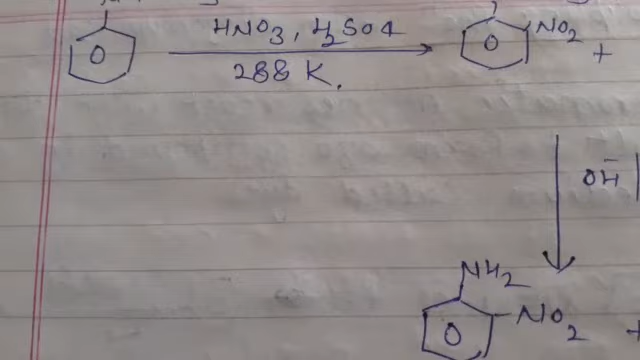 HNO3, H2SO4
288 K.
NO2 +
OH-
NH2
NO2 +